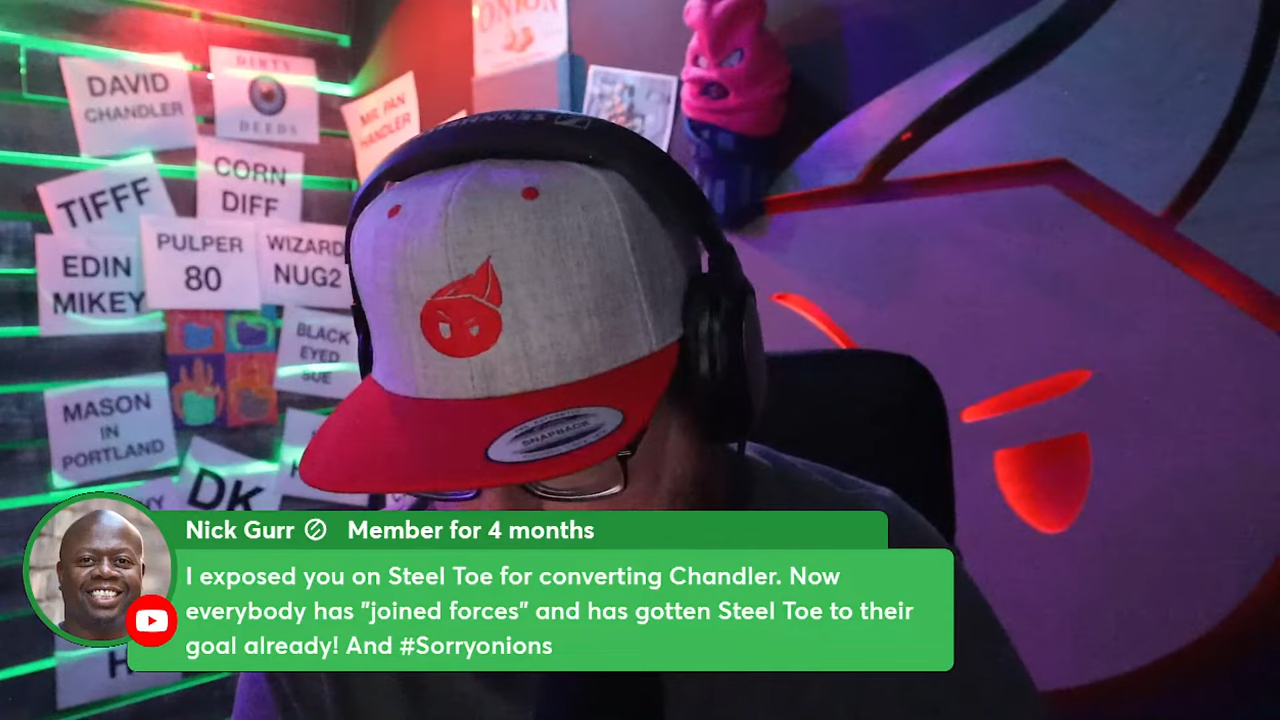 ONION
DAVID
CHANDLER
DIRTY
DEEDS
MR. PAN
HANDLER
SENNHEISER
TIFFF
CORN
DIFF
EDIN
MIKEY
PULPER
80
WIZARD
NUG2
BLACK
EYED
SUE
MASON
IN
PORTLAND
DK
SNAPBACK
Nick Gurr Member for 4 months
I exposed you on Steel Toe for converting Chandler. Now
everybody has "joined forces" and has gotten Steel Toe to their
goal already! And #Sorryonions